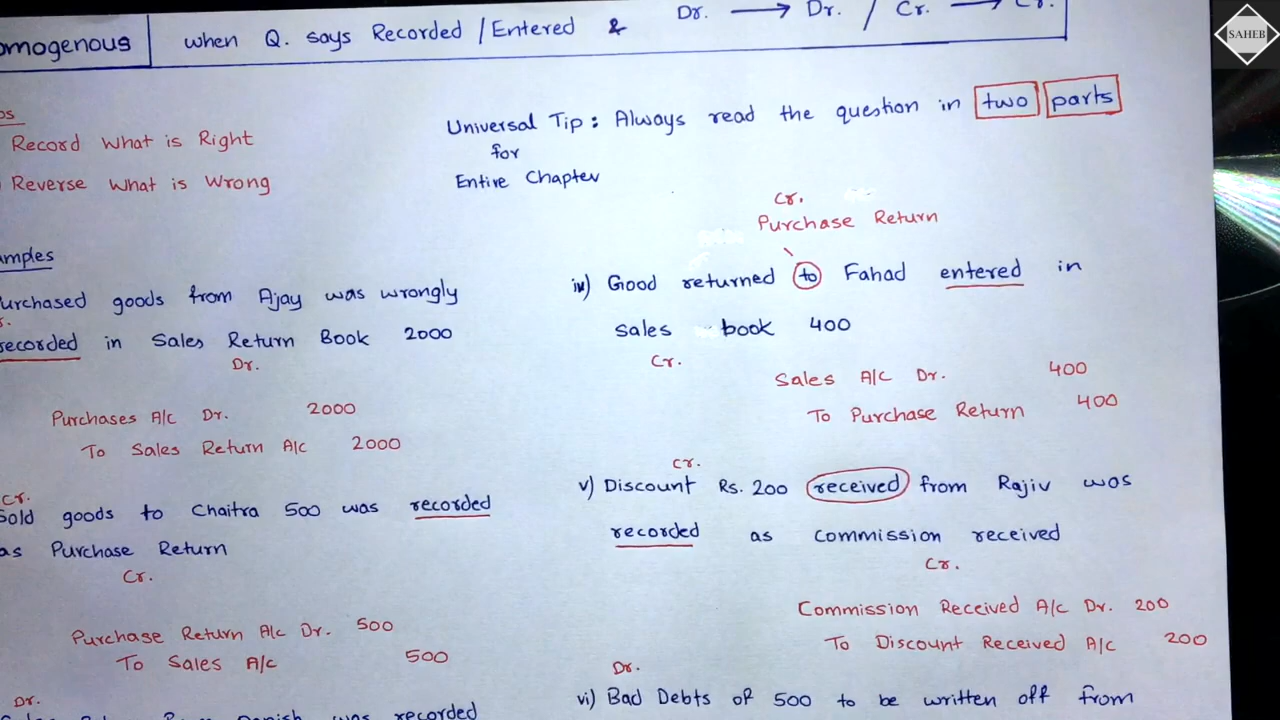 omogenous
when Q. says Recorded / Entered & Dr. → Dr. / Cr. → Cr.
SAHEB
Record What is Right
Reverse What is Wrong
Universal Tip : Always read the question in two parts
for
Entire Chapter
amples
urchased goods from Ajay was wrongly
recorded in Sales Return Book 2000
Dr.
Purchases A/c Dr. 2000
To Sales Return A/c 2000
Cr.
Sold goods to Chaitra 500 was recorded
as Purchase Return
Cr.
Purchase Return A/c Dr. 500
To Sales A/c 500
Dr.
recorded
Cr.
Purchase Return
iv) Good returned to Fahad entered in
sales book 400
Cr.
Sales A/c Dr. 400
To Purchase Return 400
Cr.
v) Discount Rs. 200 received from Rajiv was
recorded as commission received
Cr.
Commission Received A/c Dr. 200
To Discount Received A/c 200
Dr.
vi) Bad Debts of 500 to be written off from